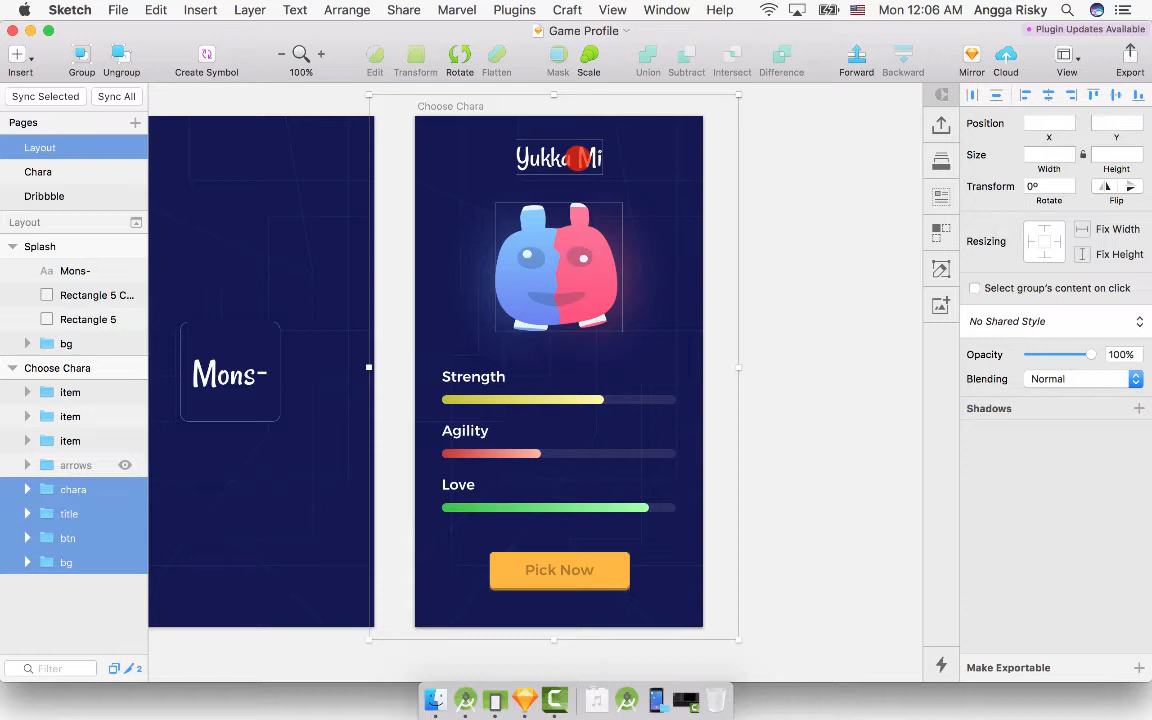 Sketch File Edit Insert Layer Text Arrange Share Marvel Plugins Craft View Window Help Mon 12:06 AM Angga Risky
Game Profile
Plugin Updates Available
Insert Group Ungroup Create Symbol 100% Edit Transform Rotate Flatten Mask Scale Union Subtract Intersect Difference Forward Backward Mirror Cloud View Export
Sync Selected Sync All
Pages
Layout
Chara
Dribbble
Layout
Splash
Aa Mons-
Rectangle 5 C...
Rectangle 5
bg
Choose Chara
item
item
item
arrows
chara
title
btn
bg
Filter
2
Mons-
Choose Chara
Yukka Mi
Strength
Agility
Love
Pick Now
Position
X Y
Size
Width Height
Transform 0º
Rotate Flip
Resizing Fix Width
Fix Height
Select group's content on click
No Shared Style
Opacity 100%
Blending Normal
Shadows
Make Exportable